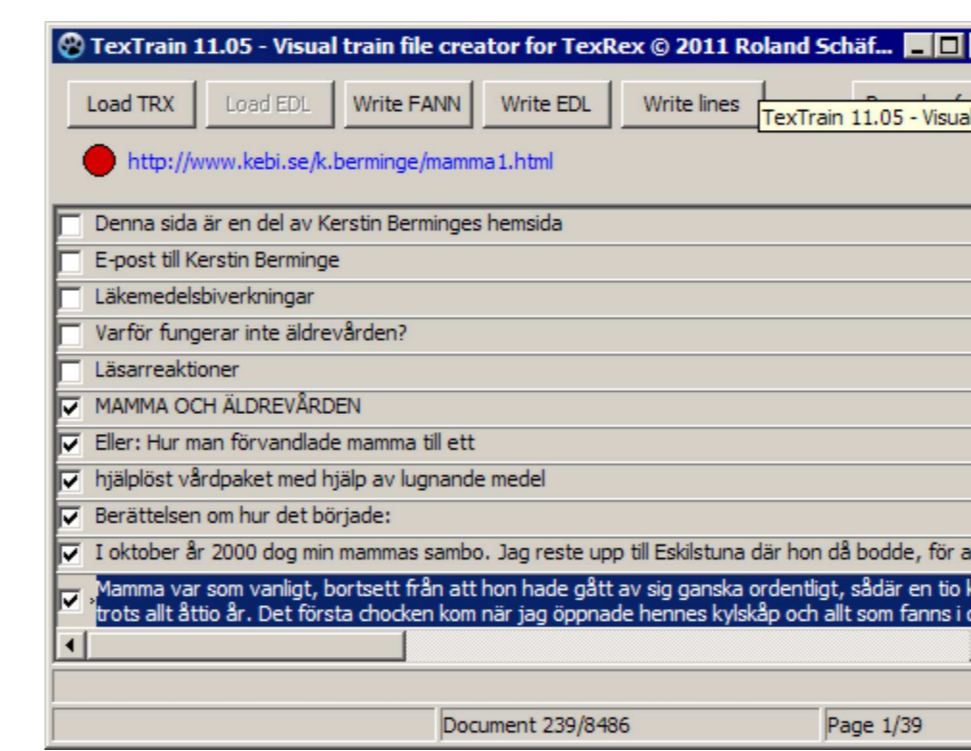 TexTrain 11.05 - Visual train file creator for TexRex © 2011 Roland Schäf...
Load TRX Load EDL Write FANN Write EDL Write lines
TexTrain 11.05 - Visual
http://www.kebi.se/k.berminge/mamma1.html
Denna sida är en del av Kerstin Berminges hemsida
E-post till Kerstin Berminge
Läkemedelsbiverkningar
Varför fungerar inte äldrevården?
Läsarreaktioner
MAMMA OCH ÄLDREVÅRDEN
Eller: Hur man förvandlade mamma till ett
hjälplöst vårdpaket med hjälp av lugnande medel
Berättelsen om hur det började:
I oktober år 2000 dog min mammas sambo. Jag reste upp till Eskilstuna där hon då bodde, för
Mamma var som vanligt, bortsett från att hon hade gått av sig ganska ordentligt, sådär en tio
trots allt åttio år. Det första chocken kom när jag öppnade hennes kylskåp och allt som fanns i
Document 239/8486 Page 1/39